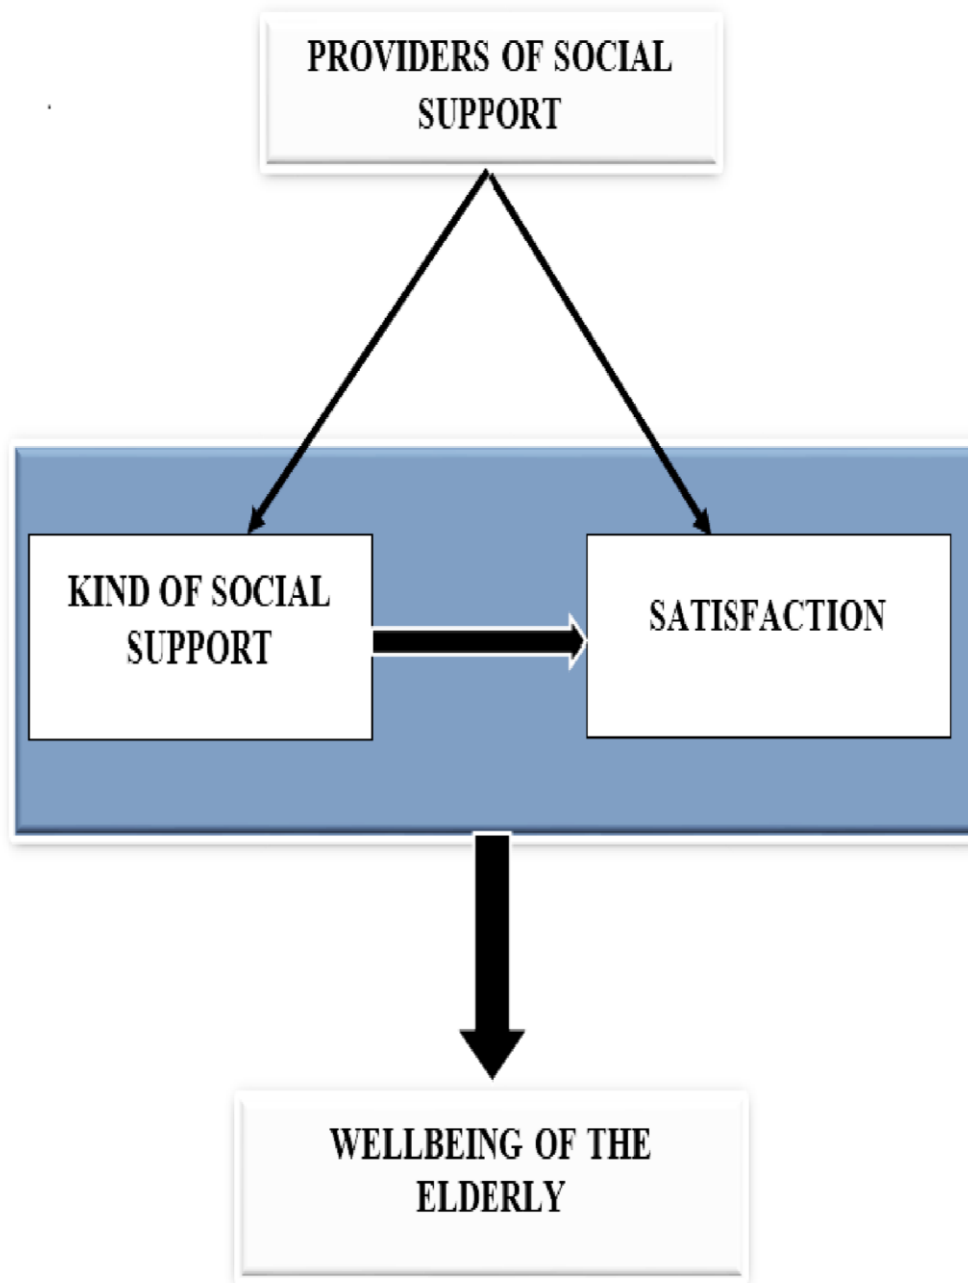 PROVIDERS OF SOCIAL
SUPPORT
KIND OF SOCIAL
SUPPORT
SATISFACTION
WELLBEING OF THE
ELDERLY